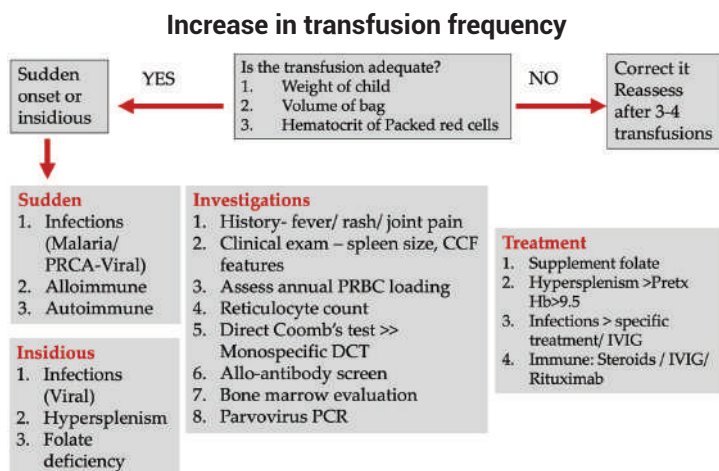 Increase in transfusion frequency
Sudden
onset or
insidious
YES
Is the transfusion adequate?
1. Weight of child
2. Volume of bag
3. Hematocrit of Packed red cells
NO
Correct it
Reassess
after 3-4
transfusions
Sudden
1. Infections
(Malaria/
PRCA-Viral)
2. Alloimmune
3. Autoimmune
Insidious
1. Infections
(Viral)
2. Hypersplenism
3. Folate
deficiency
Investigations
1. History- fever/ rash/ joint pain
2. Clinical exam – spleen size, CCF
features
3. Assess annual PRBC loading
4. Reticulocyte count
5. Direct Coomb's test >>
Monospecific DCT
6. Allo-antibody screen
7. Bone marrow evaluation
8. Parvovirus PCR
Treatment
1. Supplement folate
2. Hypersplenism >Pretx
Hb>9.5
3. Infections > specific
treatment/ IVIG
4. Immune: Steroids / IVIG/
Rituximab